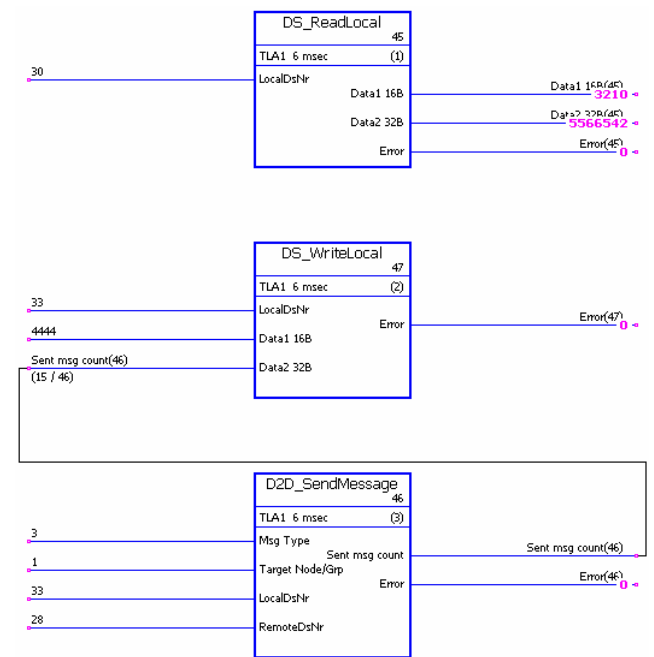 DS_ReadLocal
45
TLA1 6 msec (1)
30
LocalDsNr
Data1 16B
Data1 16B(45)
3210
Data2 32B
Data2 32B(45)
5566542
Error
Error(45)
0
DS_WriteLocal
47
TLA1 6 msec (2)
33
LocalDsNr
Error
Error(47)
0
4444
Data1 16B
Sent msg count(46)
(15 / 46)
Data2 32B
D2D_SendMessage
46
TLA1 6 msec (3)
3
Msg Type
Sent msg count
Sent msg count(46)
1
Target Node/Grp
Error
Error(46)
0
33
LocalDsNr
28
RemoteDsNr